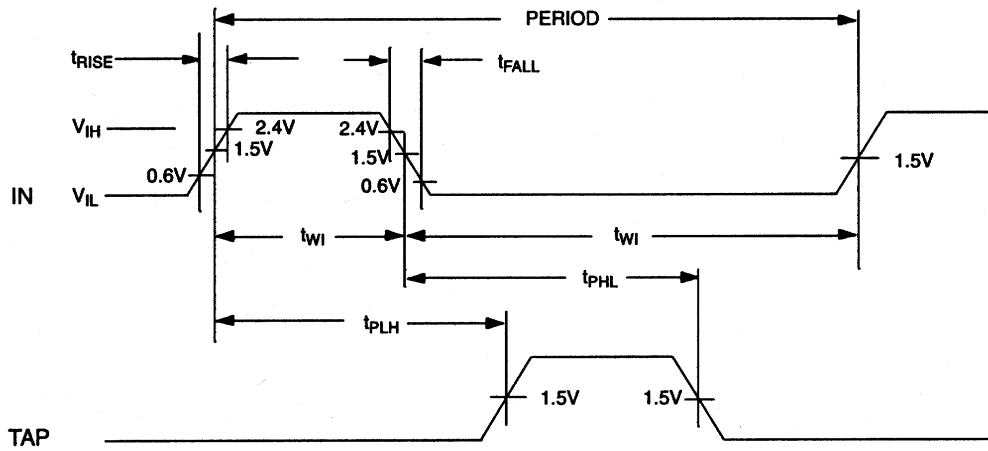 PERIOD
tRISE
tFALL
VIH
2.4V
2.4V
1.5V
1.5V
1.5V
0.6V
0.6V
IN
VIL
tWI
tWI
tPHL
tPLH
1.5V
1.5V
TAP